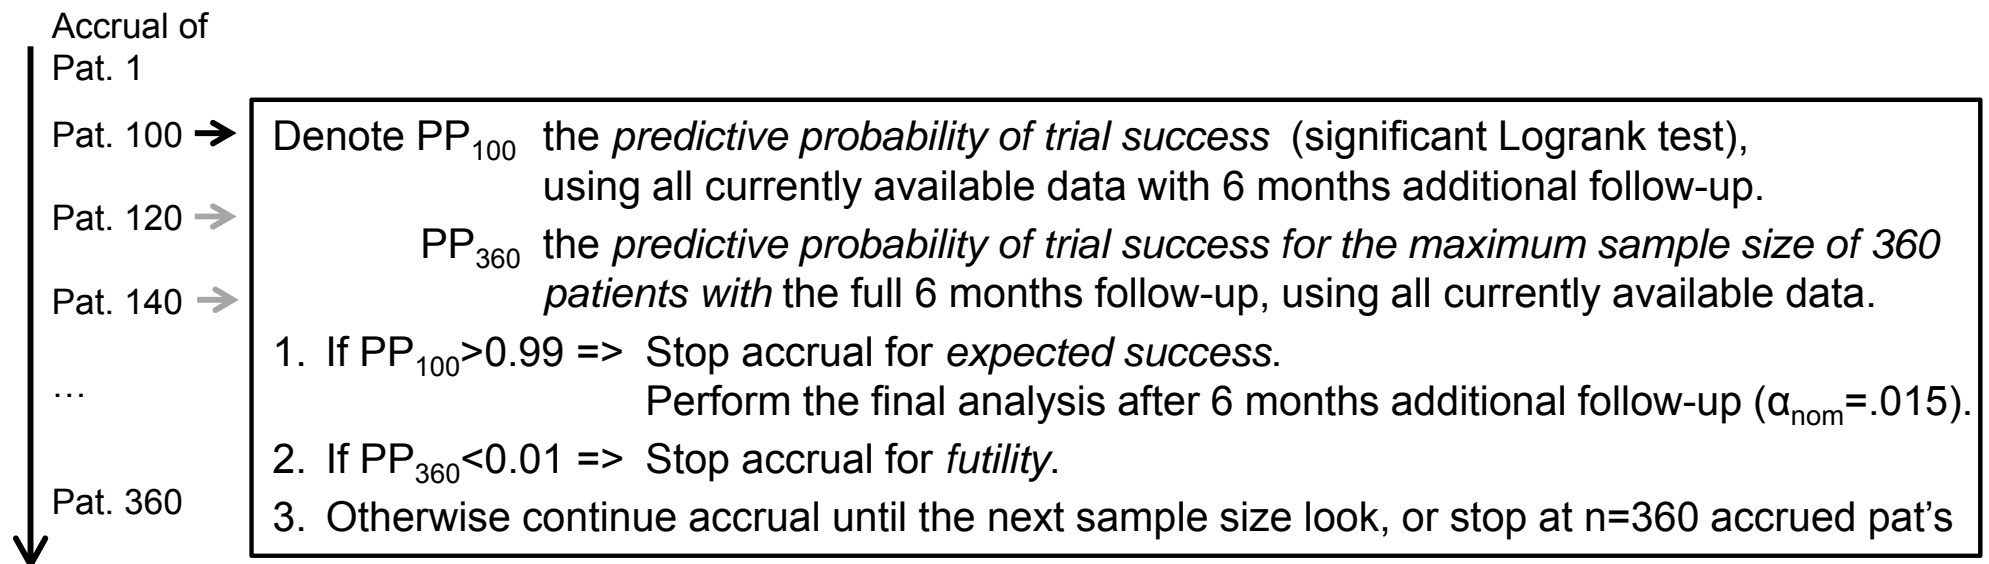 Accrual of
Pat. 1
Pat. 100
Denote PP100 the predictive probability of trial success (significant Logrank test),
using all currently available data with 6 months additional follow-up.
Pat. 120
PP360 the predictive probability of trial success for the maximum sample size of 360
patients with the full 6 months follow-up, using all currently available data.
Pat. 140
1. If PP100>0.99 => Stop accrual for expected success.
Perform the final analysis after 6 months additional follow-up (αnom=.015).
…
2. If PP360<0.01 => Stop accrual for futility.
Pat. 360
3. Otherwise continue accrual until the next sample size look, or stop at n=360 accrued pat's